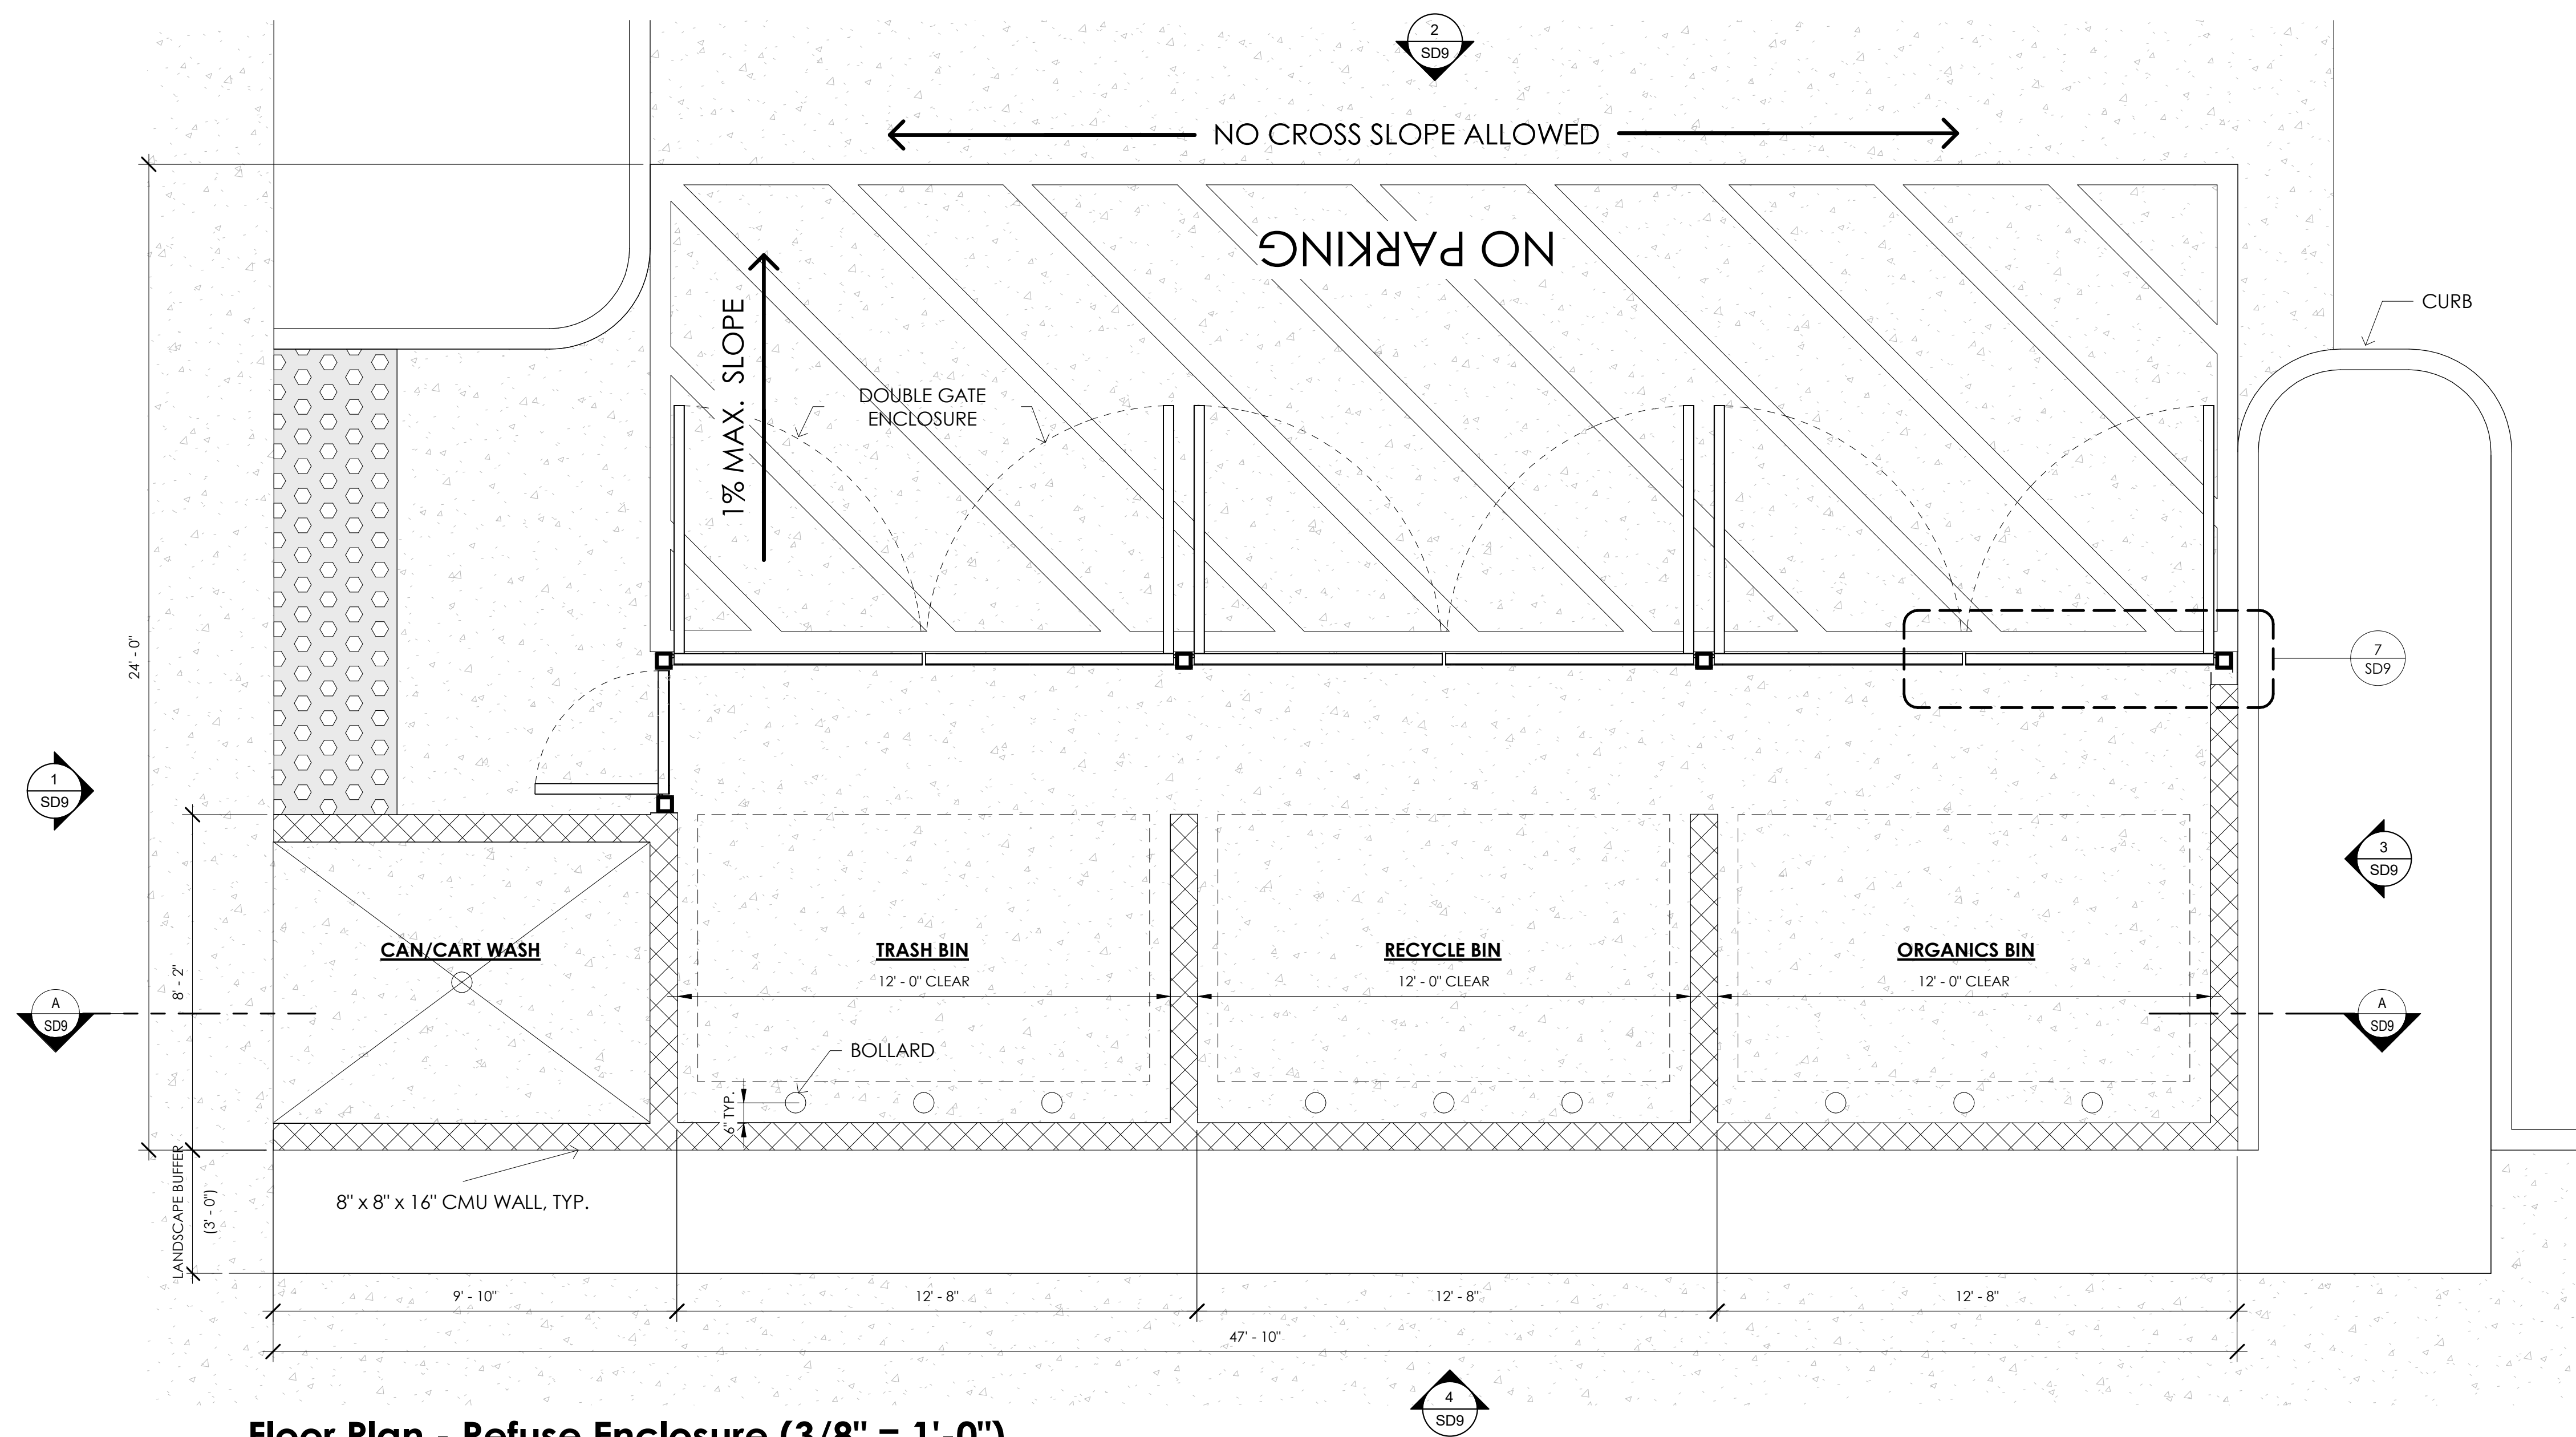 2
SD9
NO CROSS SLOPE ALLOWED
NO PARKING
CURB
1% MAX. SLOPE
DOUBLE GATE
ENCLOSURE
24' - 0"
7
SD9
1
SD9
3
SD9
CAN/CART WASH
TRASH BIN
RECYCLE BIN
ORGANICS BIN
12' - 0" CLEAR
12' - 0" CLEAR
12' - 0" CLEAR
8' - 2"
A
SD9
A
SD9
BOLLARD
6" TYP.
LANDSCAPE BUFFER
(3' - 0")
8" x 8" x 16" CMU WALL, TYP.
9' - 10"
12' - 8"
12' - 8"
12' - 8"
47' - 10"
4
SD9
Floor Plan - Refuse Enclosure (3/8" = 1'-0")